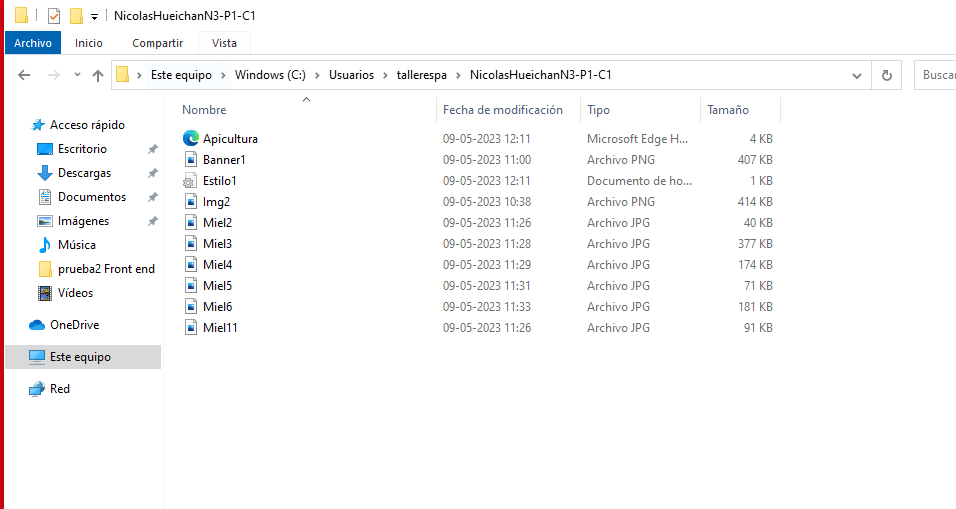 NicolasHueichanN3-P1-C1
Archivo Inicio Compartir Vista
Este equipo Windows (C:) Usuarios tallerespa NicolasHueichanN3-P1-C1 Buscar
Nombre Fecha de modificación Tipo Tamaño
Acceso rápido
Escritorio
Descargas
Documentos
Imágenes
Música
prueba2 Front end
Vídeos
OneDrive
Este equipo
Red
Apicultura 09-05-2023 12:11 Microsoft Edge H... 4 KB
Banner1 09-05-2023 11:00 Archivo PNG 407 KB
Estilo1 09-05-2023 12:11 Documento de ho... 1 KB
Img2 09-05-2023 10:38 Archivo PNG 414 KB
Miel2 09-05-2023 11:26 Archivo JPG 40 KB
Miel3 09-05-2023 11:28 Archivo JPG 377 KB
Miel4 09-05-2023 11:29 Archivo JPG 174 KB
Miel5 09-05-2023 11:31 Archivo JPG 71 KB
Miel6 09-05-2023 11:33 Archivo JPG 181 KB
Miel11 09-05-2023 11:26 Archivo JPG 91 KB